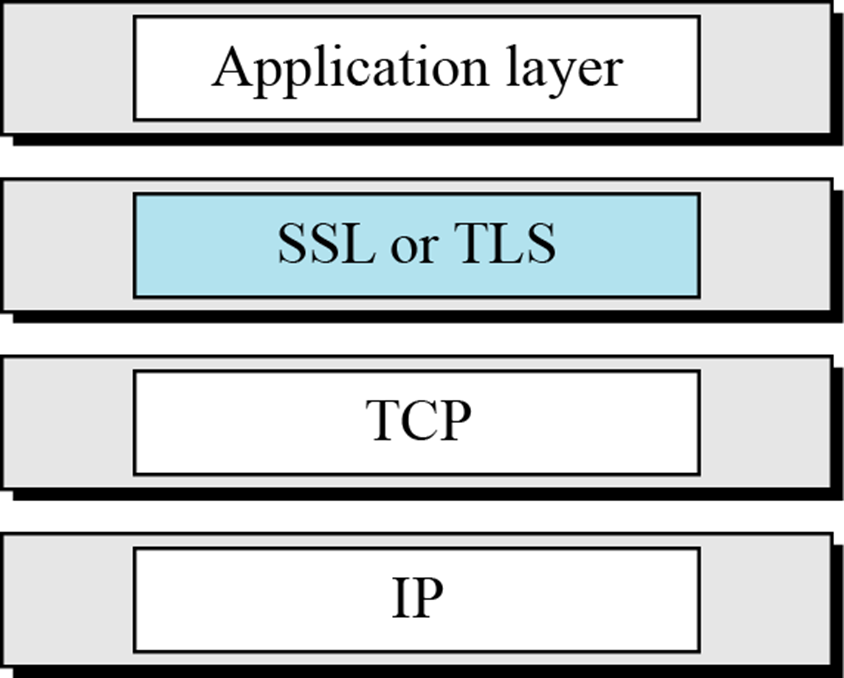 Application layer
SSL or TLS
TCP
IP